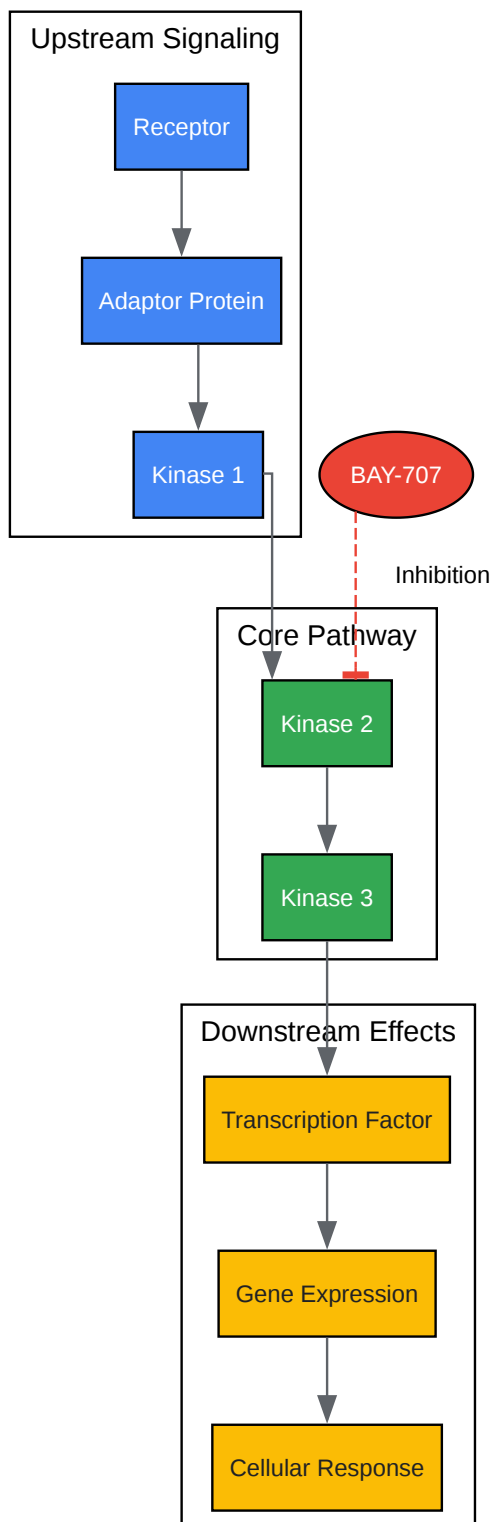 Upstream Signaling
Receptor
Adaptor Protein
Kinase 1
BAY-707
Inhibition
Core Pathway
Kinase 2
Kinase 3
Downstream Effects
Transcription Factor
Gene Expression
Cellular Response